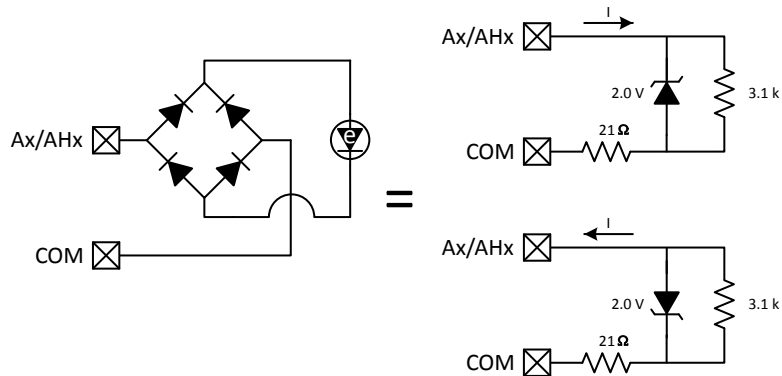 Ax/AHx
COM
e
=
Ax/AHx
I
2.0 V
3.1 k
21 Ω
COM
Ax/AHx
I
2.0 V
3.1 k
21 Ω
COM